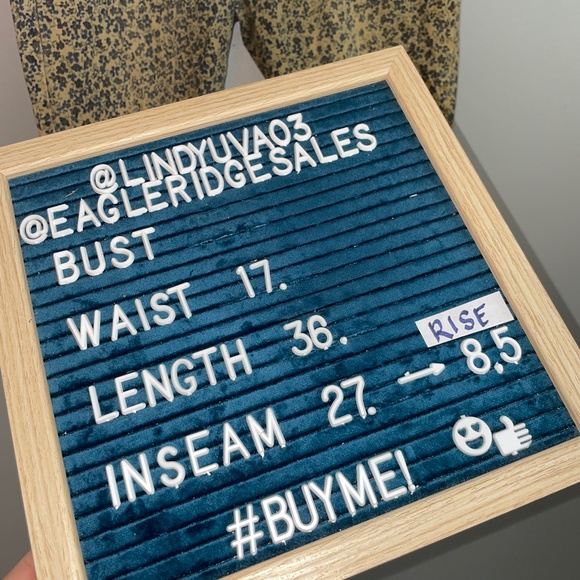 @LINDYUVA03
@EAGLERIDGESALES
BUST
WAIST 17.
LENGTH 36.
RISE
INSEAM 27. → 8.5
#BUYME!